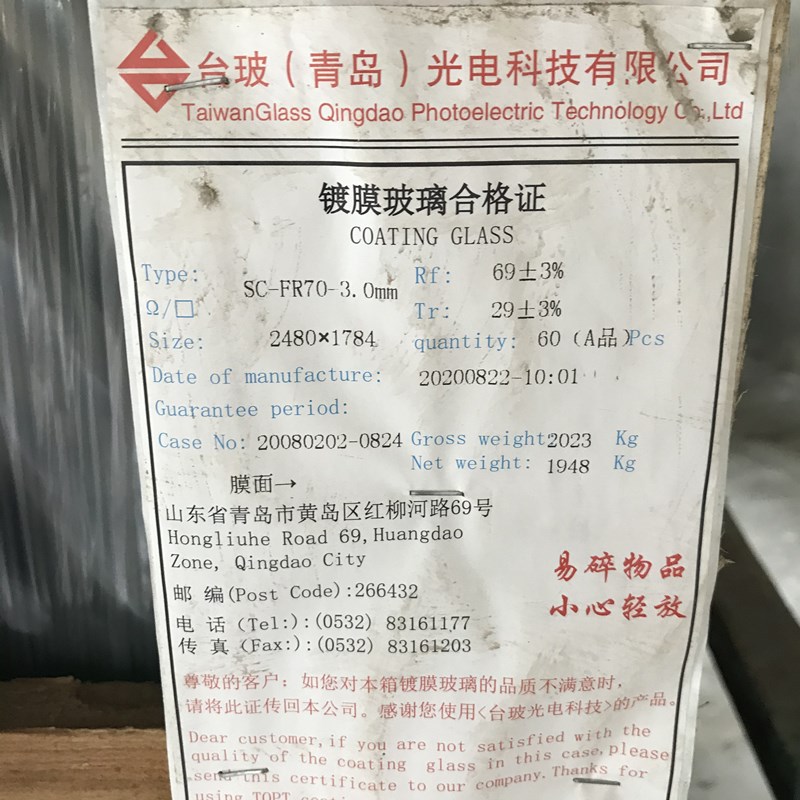 台玻（青岛）光电科技有限公司
TaiwanGlass Qingdao Photoelectric Technology Co.,Ltd
镀膜玻璃合格证
COATING GLASS
Type: SC-FR70-3.0mm Rf: 69±3%
Ω/□ Tr: 29±3%
Size: 2480×1784 quantity: 60（A品）Pcs
Date of manufacture: 20200822-10:01
Guarantee period:
Case No: 20080202-0824 Gross weight:2023 Kg
Net weight: 1948 Kg
膜面→
山东省青岛市黄岛区红柳河路69号
Hongliuhe Road 69,Huangdao
Zone, Qingdao City
邮 编(Post Code):266432
电 话（Tel:):(0532) 83161177
传 真（Fax:):(0532) 83161203
易碎物品
小心轻放
尊敬的客户：如您对本箱镀膜玻璃的品质不满意时，
请将此证传回本公司。感谢您使用<台玻光电科技>的产品。
Dear customer,if you are not satisfied with the
quality of the coating glass in this case,please
send this certificate to our company. Thanks for
using TQPT